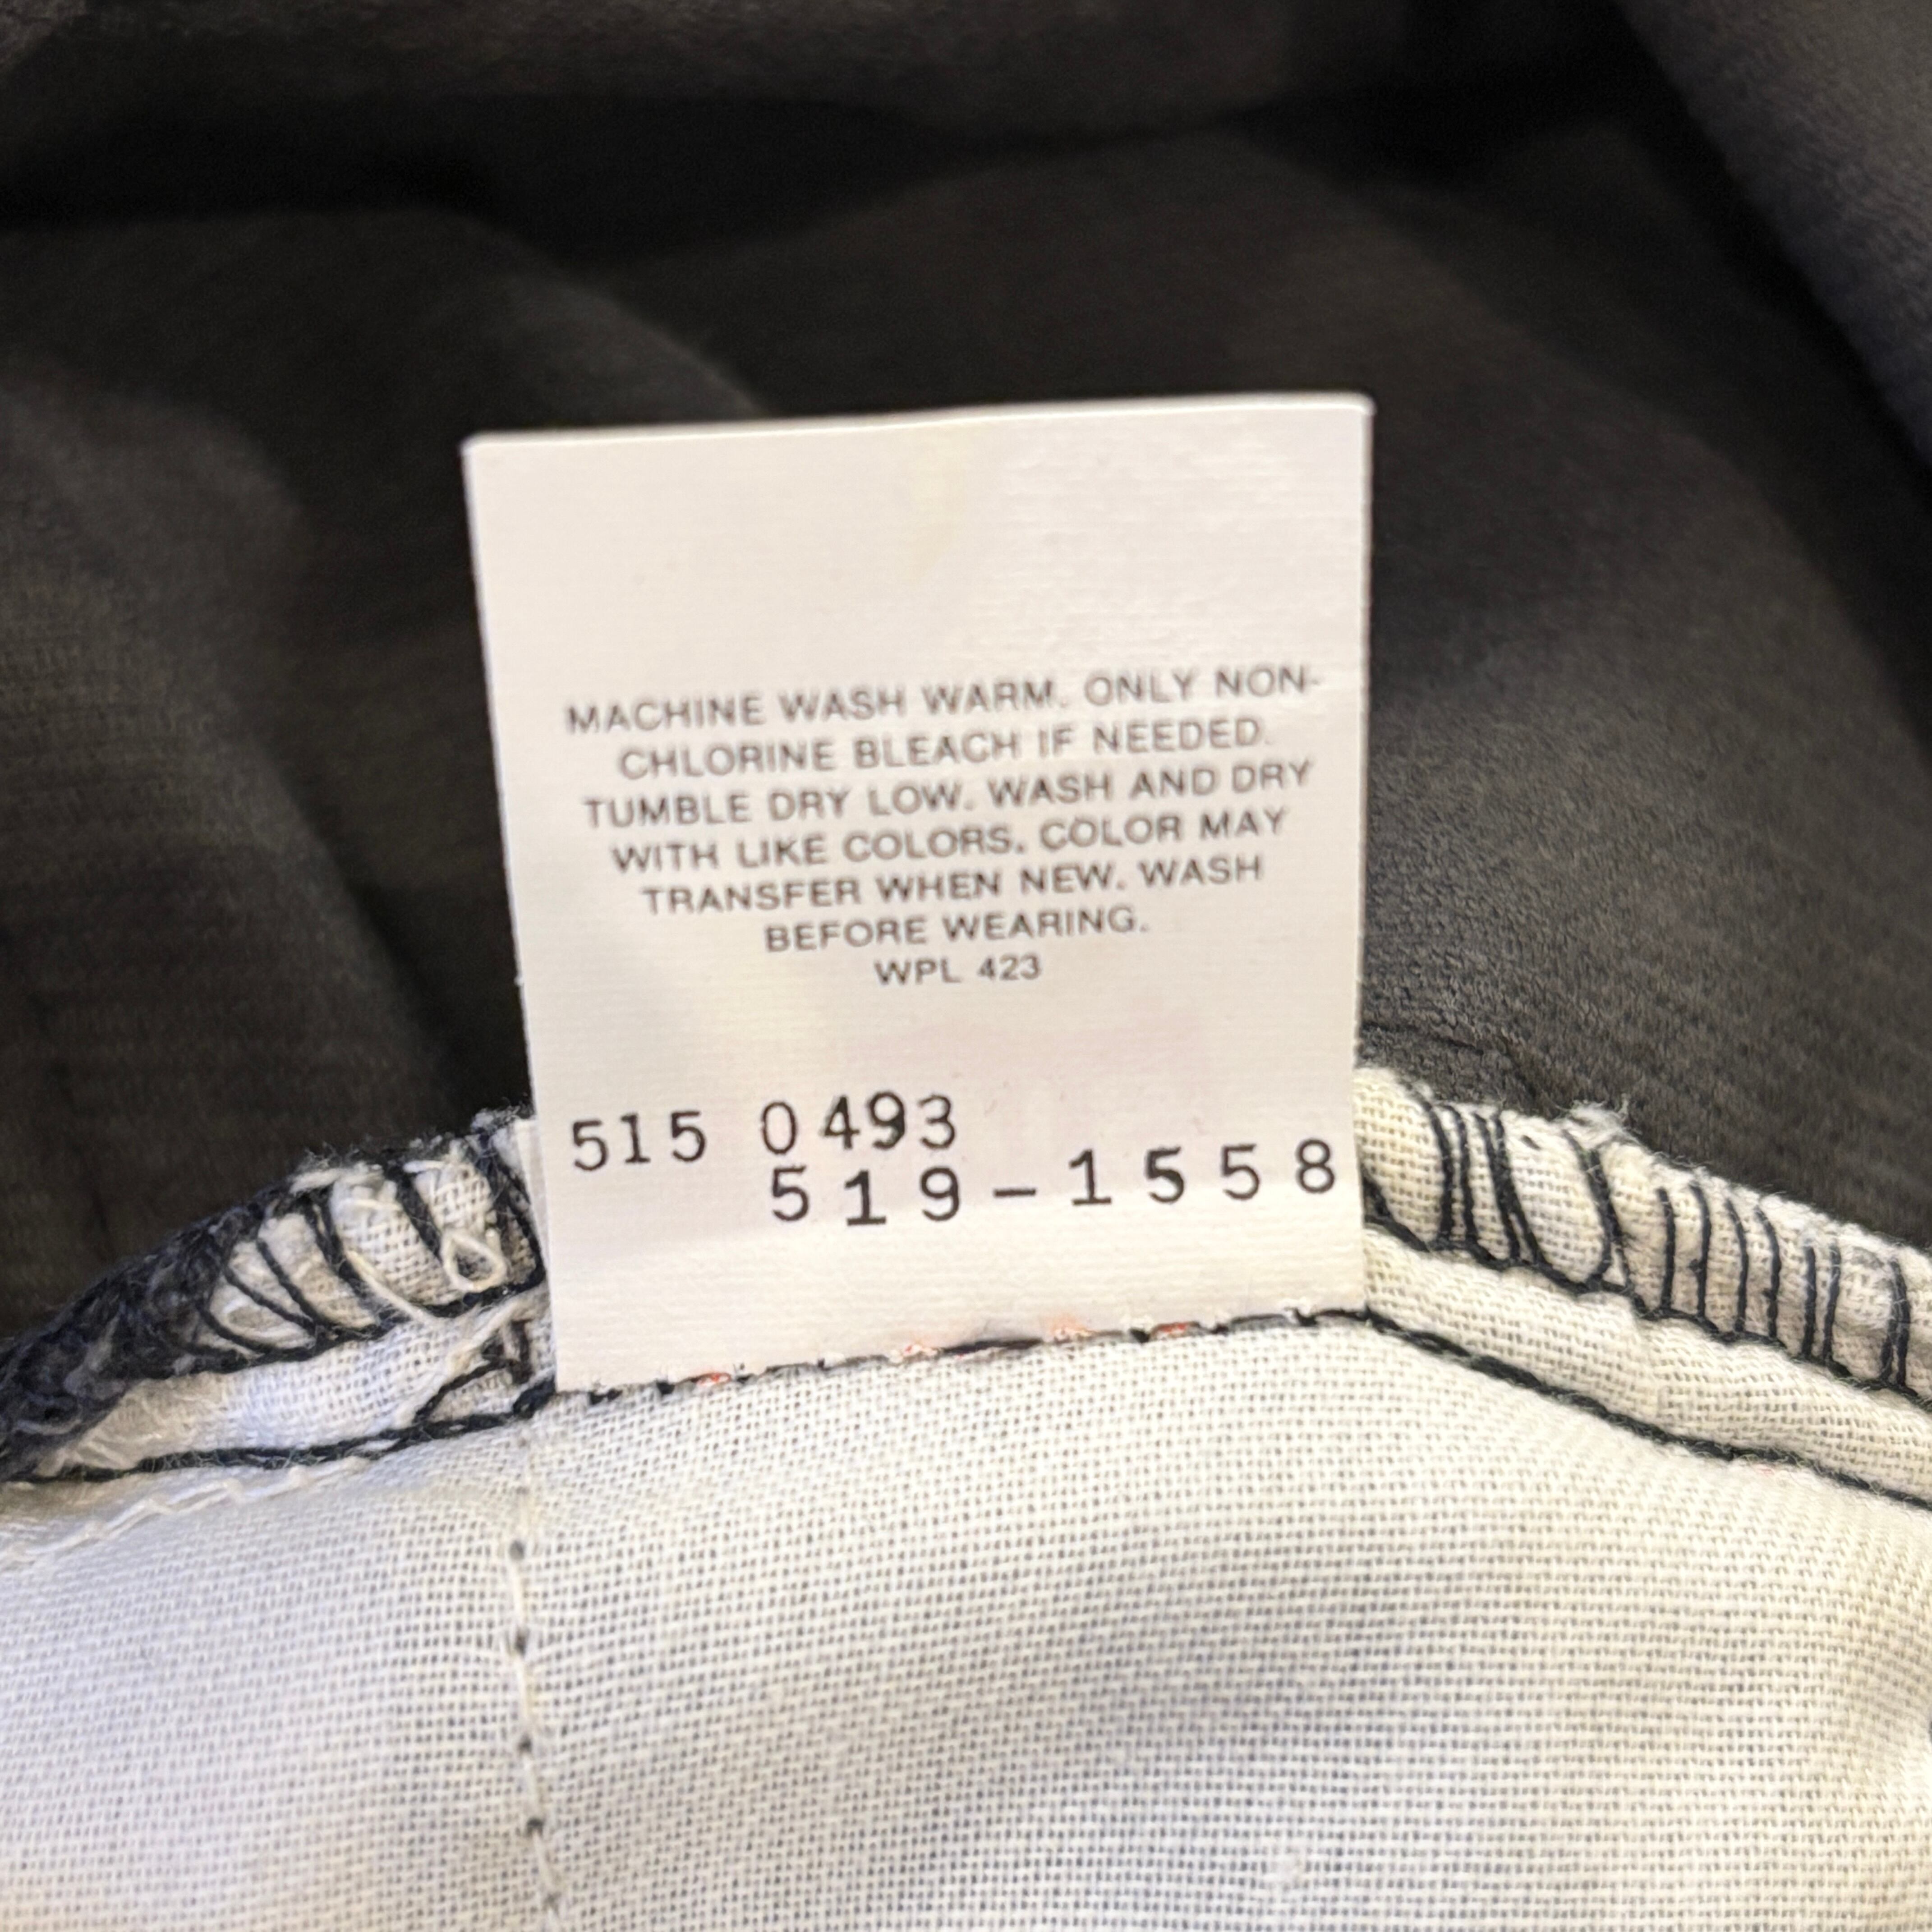 MACHINE WASH WARM. ONLY NON-
CHLORINE BLEACH IF NEEDED.
TUMBLE DRY LOW. WASH AND DRY
WITH LIKE COLORS. COLOR MAY
TRANSFER WHEN NEW. WASH
BEFORE WEARING.
WPL 423
515 0493
519-1558